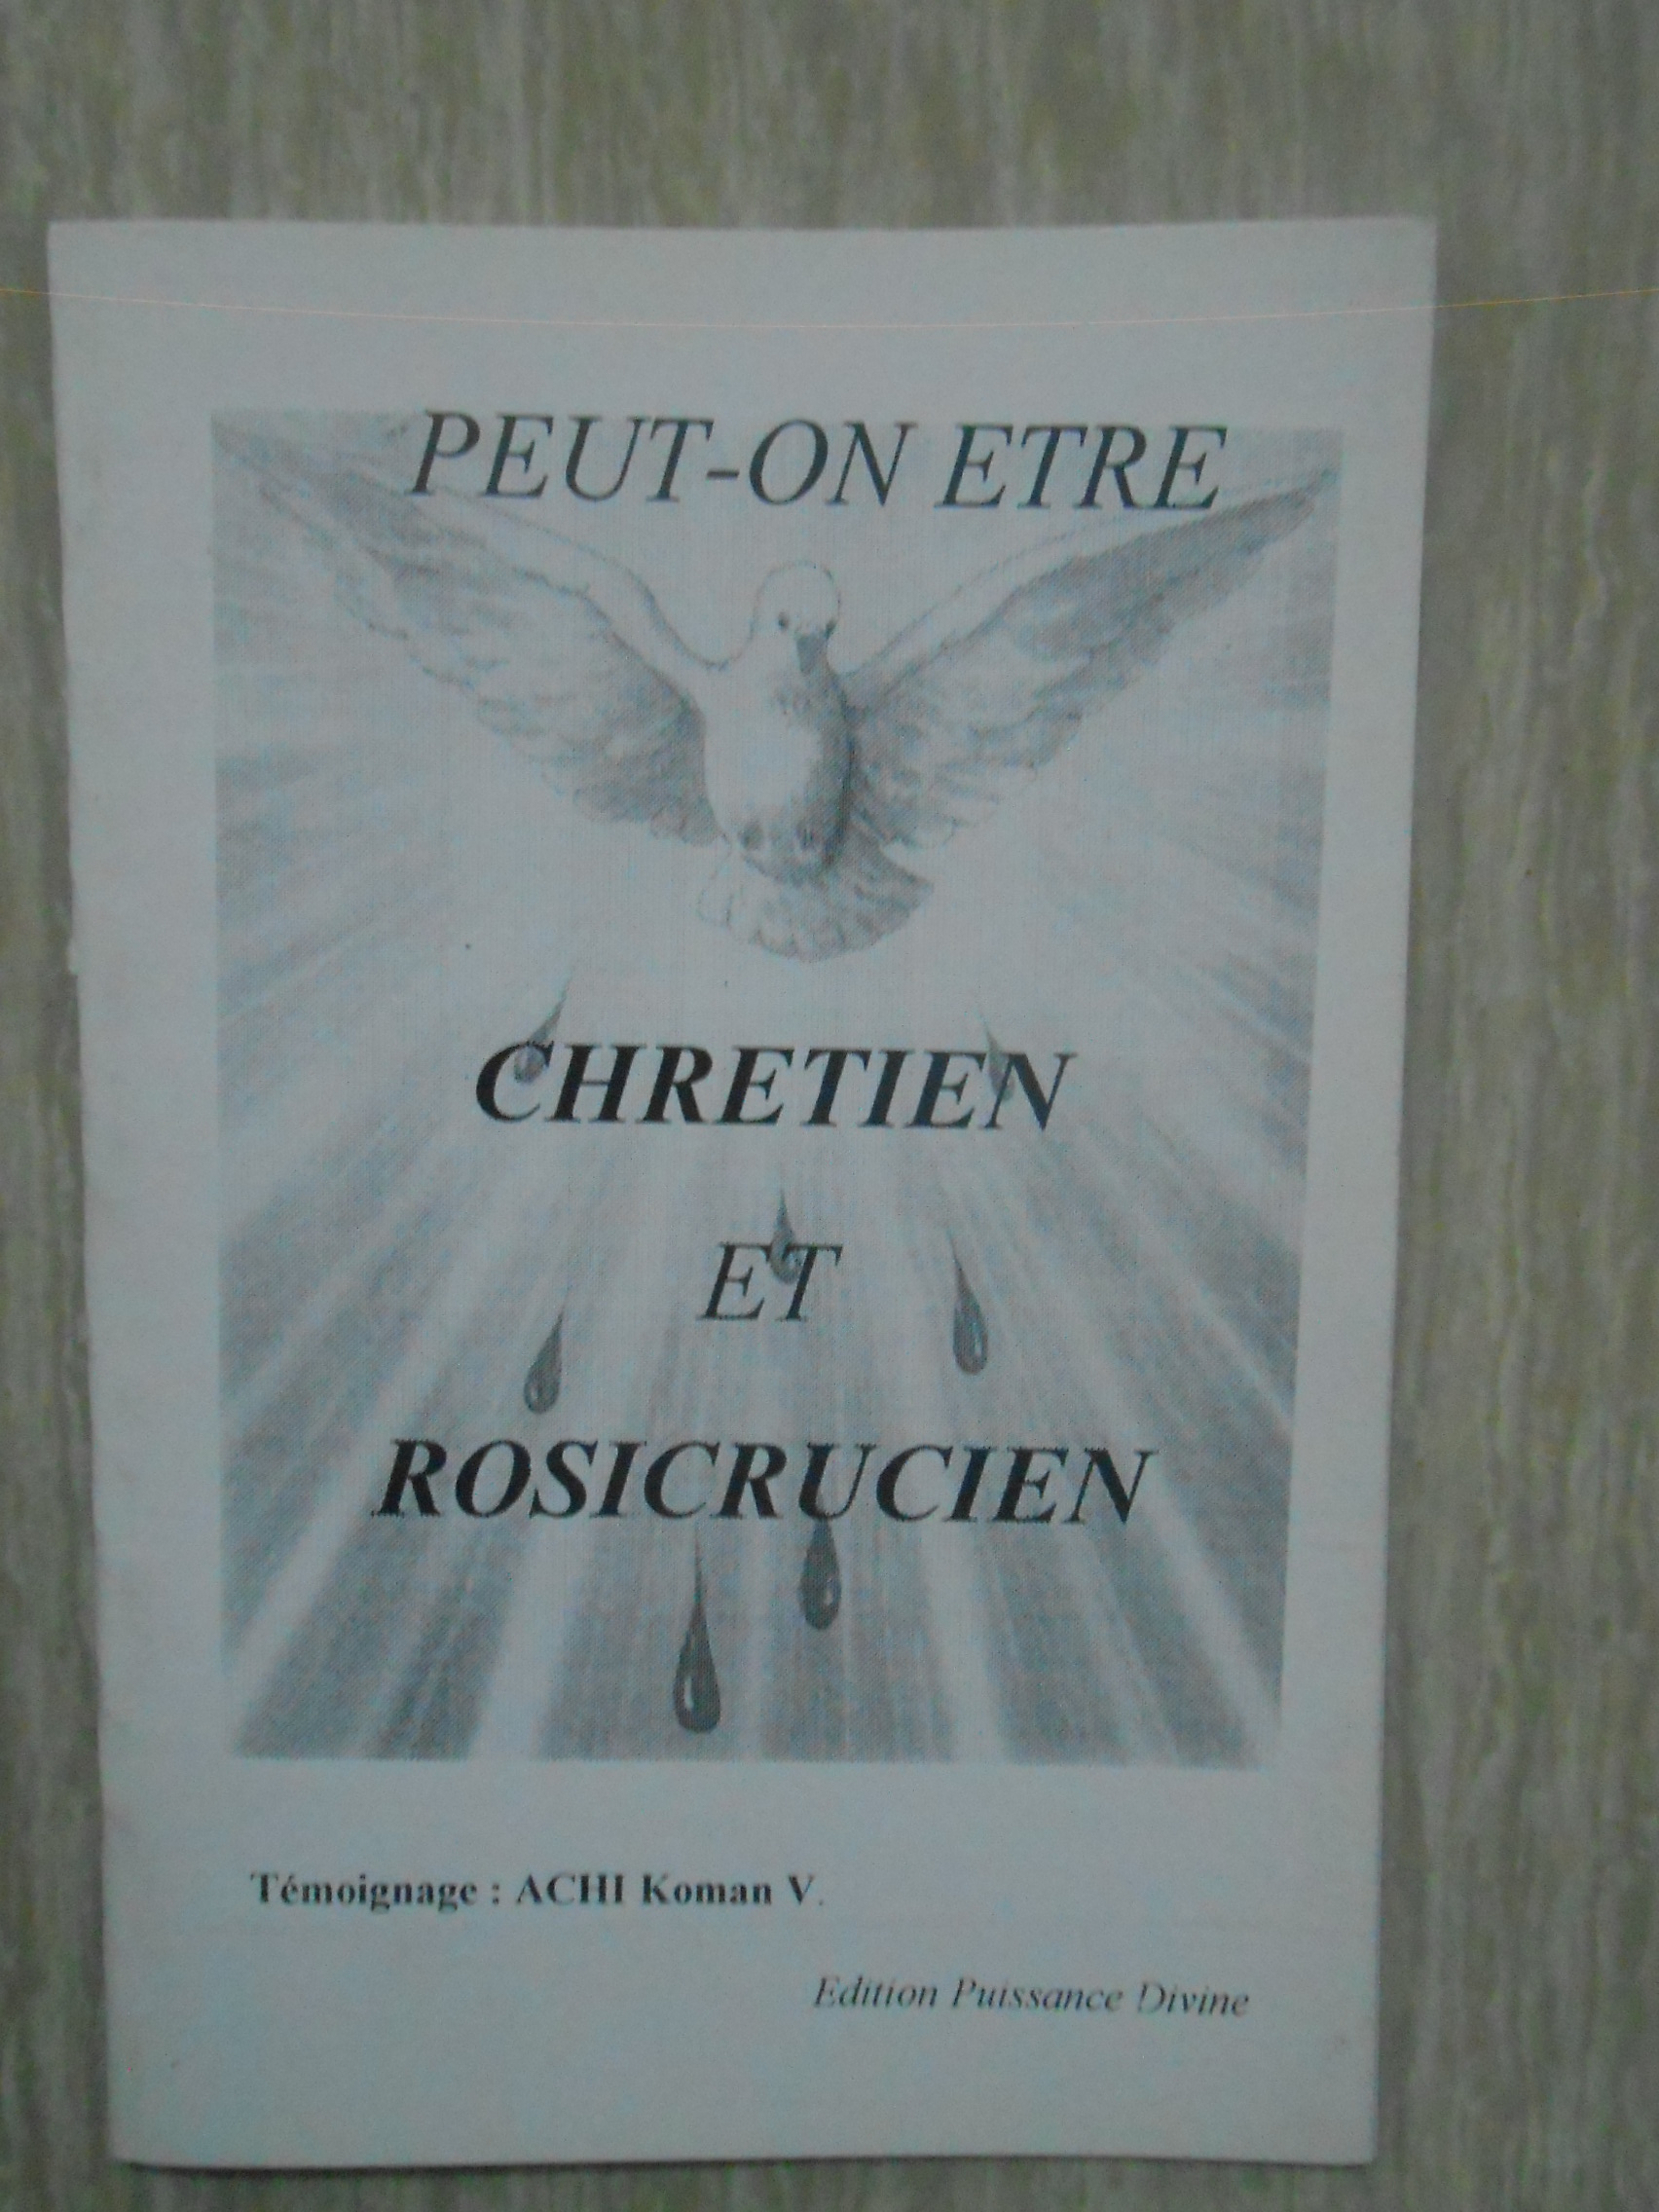 PEUT-ON ETRE
CHRETIEN
ET
ROSICRUCIEN
Témoignage : ACHI Koman V.
Edition Puissance Divine